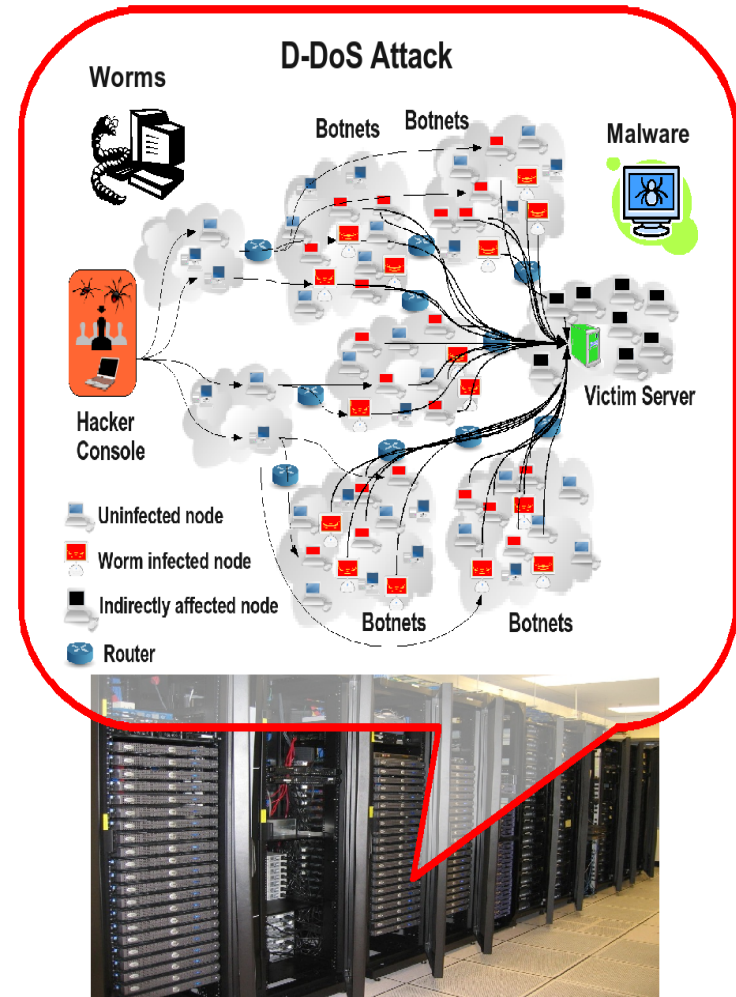 D-DoS Attack
Worms
Botnets
Botnets
Malware
Hacker
Console
Victim Server
Uninfected node
Worm infected node
Indirectly affected node
Router
Botnets
Botnets